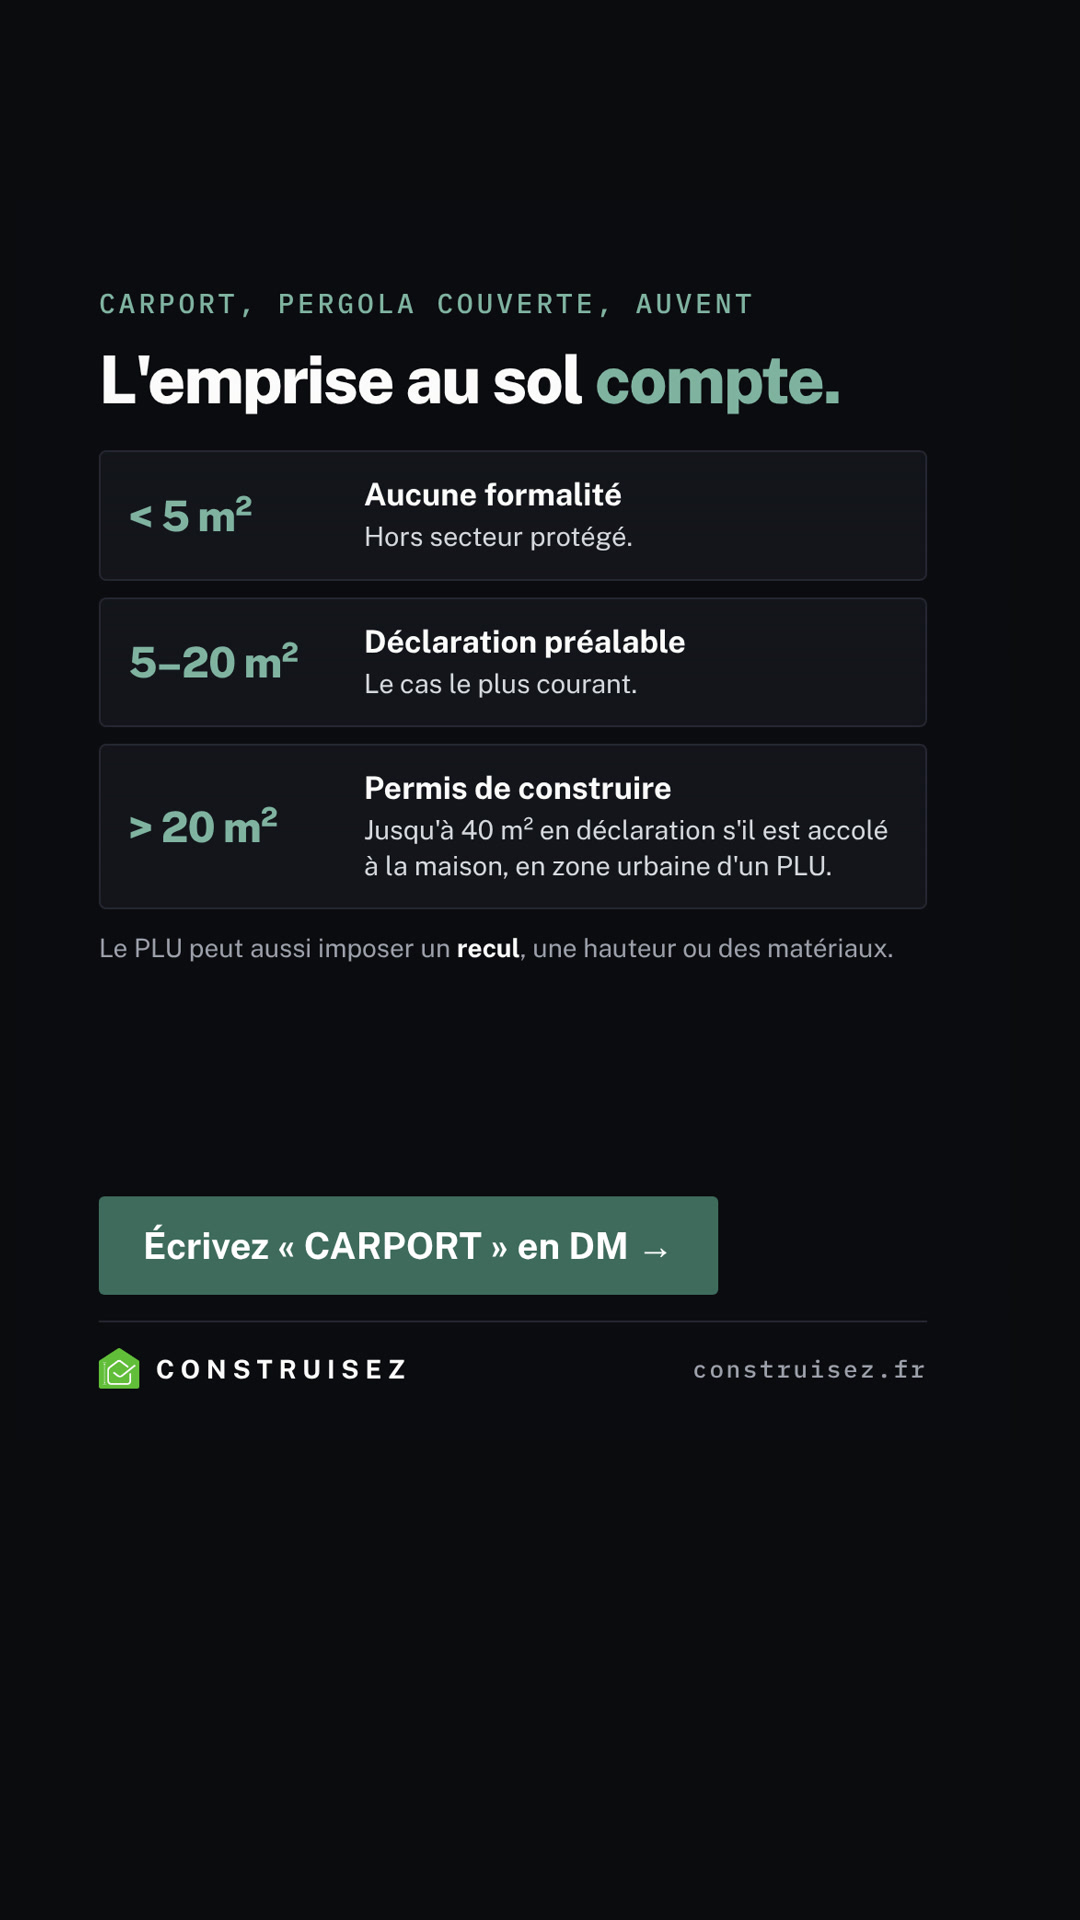 CARPORT, PERGOLA COUVERTE, AUVENT
L'emprise au sol compte.
< 5 m²
Aucune formalité
Hors secteur protégé.
5–20 m²
Déclaration préalable
Le cas le plus courant.
> 20 m²
Permis de construire
Jusqu'à 40 m² en déclaration s'il est accolé
à la maison, en zone urbaine d'un PLU.
Le PLU peut aussi imposer un recul, une hauteur ou des matériaux.
Écrivez « CARPORT » en DM →
CONSTRUISEZ
construisez.fr